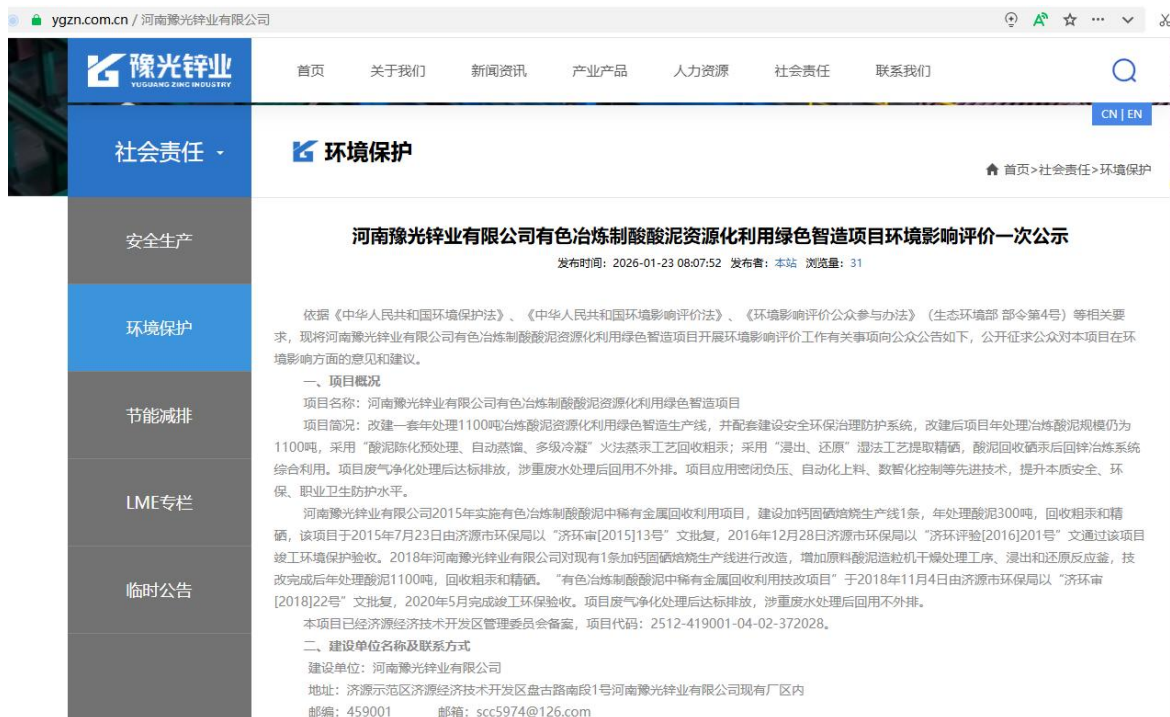 ygzn.com.cn / 河南豫光锌业有限公司
豫光锌业
YUGUANG ZINC INDUSTRY
首页 关于我们 新闻资讯 产业产品 人力资源 社会责任 联系我们
CN | EN
社会责任
环境保护
首页>社会责任>环境保护
安全生产
环境保护
节能减排
LME专栏
临时公告
河南豫光锌业有限公司有色冶炼制酸酸泥资源化利用绿色智造项目环境影响评价一次公示
发布时间：2026-01-23 08:07:52 发布者：本站 浏览量：31
依据《中华人民共和国环境保护法》、《中华人民共和国环境影响评价法》、《环境影响评价公众参与办法》（生态环境部 部令第4号）等相关要
求，现将河南豫光锌业有限公司有色冶炼制酸酸泥资源化利用绿色智造项目开展环境影响评价工作有关事项向公众公告如下，公开征求公众对本项目在环
境影响方面的意见和建议。
一、项目概况
项目名称：河南豫光锌业有限公司有色冶炼制酸酸泥资源化利用绿色智造项目
项目简况：改建一套年处理1100吨冶炼酸泥资源化利用绿色智造生产线，并配套建设安全环保治理防护系统，改建后项目年处理冶炼酸泥规模仍为
1100吨，采用“酸泥陈化预处理、自动蒸馏、多级冷凝”火法蒸汞工艺回收粗汞；采用“浸出、还原”湿法工艺提取精硒，酸泥回收硒汞后回锌冶炼系统
综合利用。项目废气净化处理后达标排放，涉重废水处理后回用不外排。项目应用密闭负压、自动化上料、数智化控制等先进技术，提升本质安全、环
保、职业卫生防护水平。
河南豫光锌业有限公司2015年实施有色冶炼制酸酸泥中稀有金属回收利用项目，建设加钙固硒焙烧生产线1条，年处理酸泥300吨，回收粗汞和精
硒，该项目于2015年7月23日由济源市环保局以“济环审[2015]13号”文批复，2016年12月28日济源市环保局以“济环评验[2016]201号”文通过该项目
竣工环境保护验收。2018年河南豫光锌业有限公司对现有1条加钙固硒焙烧生产线进行改造，增加原料酸泥造粒机干燥处理工序、浸出和还原反应釜，技
改完成后年处理酸泥1100吨，回收粗汞和精硒。“有色冶炼制酸酸泥中稀有金属回收利用技改项目”于2018年11月4日由济源市环保局以“济环审
[2018]22号”文批复，2020年5月完成竣工环保验收。项目废气净化处理后达标排放，涉重废水处理后回用不外排。
本项目已经济源经济技术开发区管理委员会备案，项目代码：2512-419001-04-02-372028。
二、建设单位名称及联系方式
建设单位：河南豫光锌业有限公司
地址：济源示范区济源经济技术开发区盘古路南段1号河南豫光锌业有限公司现有厂区内
邮编：459001 邮箱：scc5974@126.com